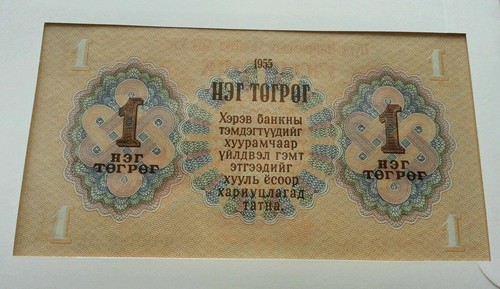 1 1
1955
НЭГ ТӨГРӨГ
Хэрэв банкны
тэмдэгтүүдийг
хуурамчаар
үйлдвэл гэмт
этгээдийг
хууль ёсоор
хариуцлагад
татна.
1
НЭГ
ТӨГРӨГ
1
НЭГ
ТӨГРӨГ
1 1